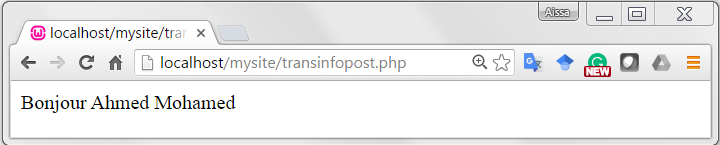 Aissa
localhost/mysite/tran
localhost/mysite/transinfopost.php
NEW
Bonjour Ahmed Mohamed